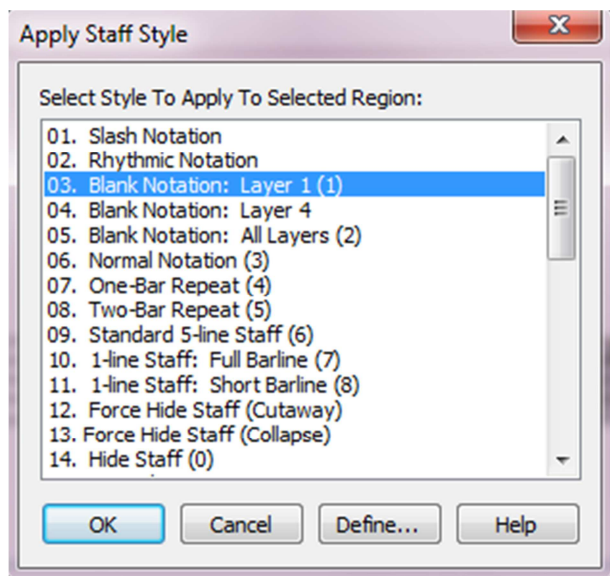 Apply Staff Style
Select Style To Apply To Selected Region:
01. Slash Notation
02. Rhythmic Notation
03. Blank Notation: Layer 1 (1)
04. Blank Notation: Layer 4
05. Blank Notation: All Layers (2)
06. Normal Notation (3)
07. One-Bar Repeat (4)
08. Two-Bar Repeat (5)
09. Standard 5-line Staff (6)
10. 1-line Staff: Full Barline (7)
11. 1-line Staff: Short Barline (8)
12. Force Hide Staff (Cutaway)
13. Force Hide Staff (Collapse)
14. Hide Staff (0)
OK Cancel Define... Help